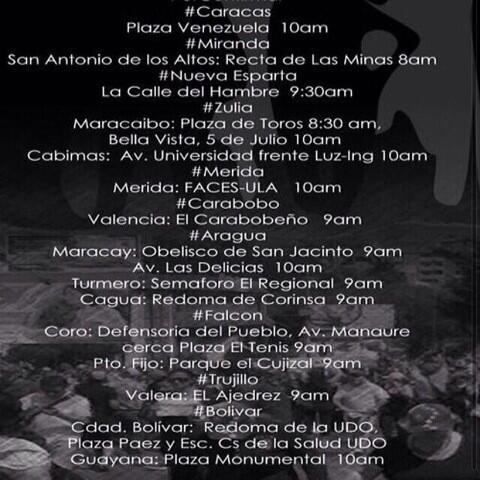 #Caracas
Plaza Venezuela 10am
#Miranda
San Antonio de los Altos: Recta de Las Minas 8am
#Nueva Esparta
La Calle del Hambre 9:30am
#Zulia
Maracaibo: Plaza de Toros 8:30 am,
Bella Vista, 5 de Julio 10am
Cabimas: Av. Universidad frente Luz-Ing 10am
#Merida
Merida: FACES-ULA 10am
#Carabobo
Valencia: El Carabobeño 9am
#Aragua
Maracay: Obelisco de San Jacinto 9am
Av. Las Delicias 10am
Turmero: Semaforo El Regional 9am
Cagua: Redoma de Corinsa 9am
#Falcon
Coro: Defensoria del Pueblo, Av. Manaure
cerca Plaza El Tenis 9am
Pto. Fijo: Parque el Cujizal 9am
#Trujillo
Valera: EL Ajedrez 9am
#Bolivar
Cdad. Bolívar: Redoma de la UDO,
Plaza Paez y Esc. Cs de la Salud UDO
Guayana: Plaza Monumental 10am